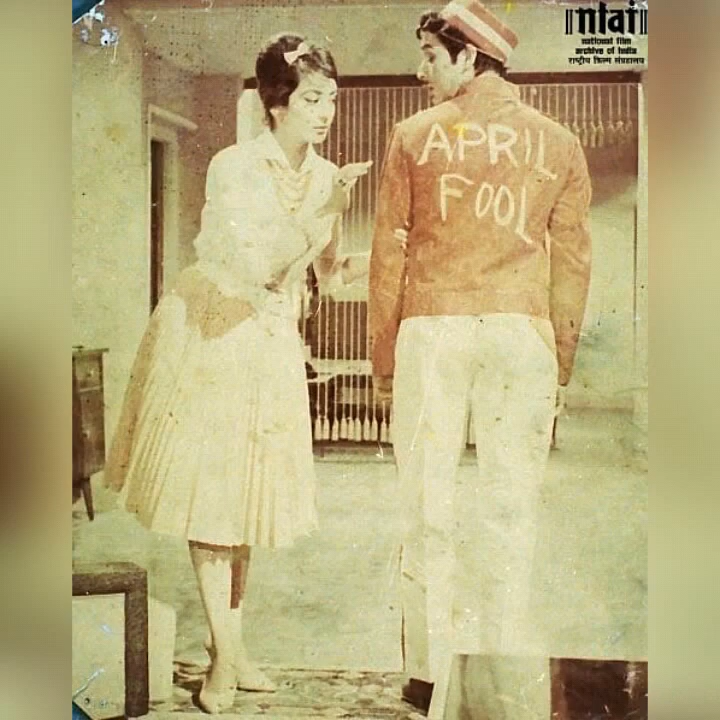 nfai
national film
archive of India
राष्ट्रीय फिल्म संग्रहालय
APRIL
FOOL